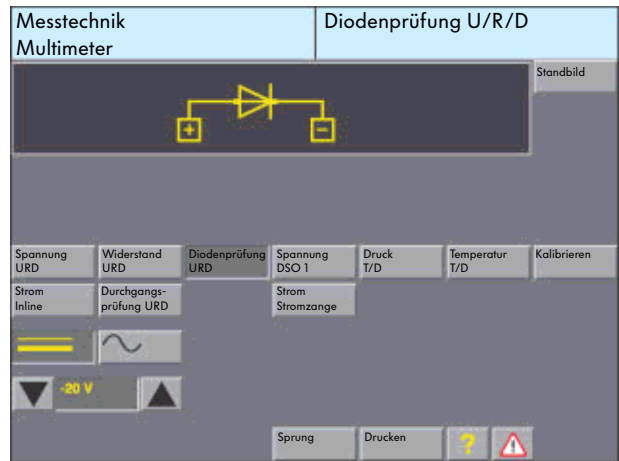 Messtechnik
Multimeter
Diodenprüfung U/R/D
Standbild
+ -
Spannung URD
Widerstand URD
Diodenprüfung URD
Spannung DSO 1
Druck T/D
Temperatur T/D
Kalibrieren
Strom Inline
Durchgangs-
prüfung URD
Strom Stromzange
-20 V
Sprung
Drucken
?
!